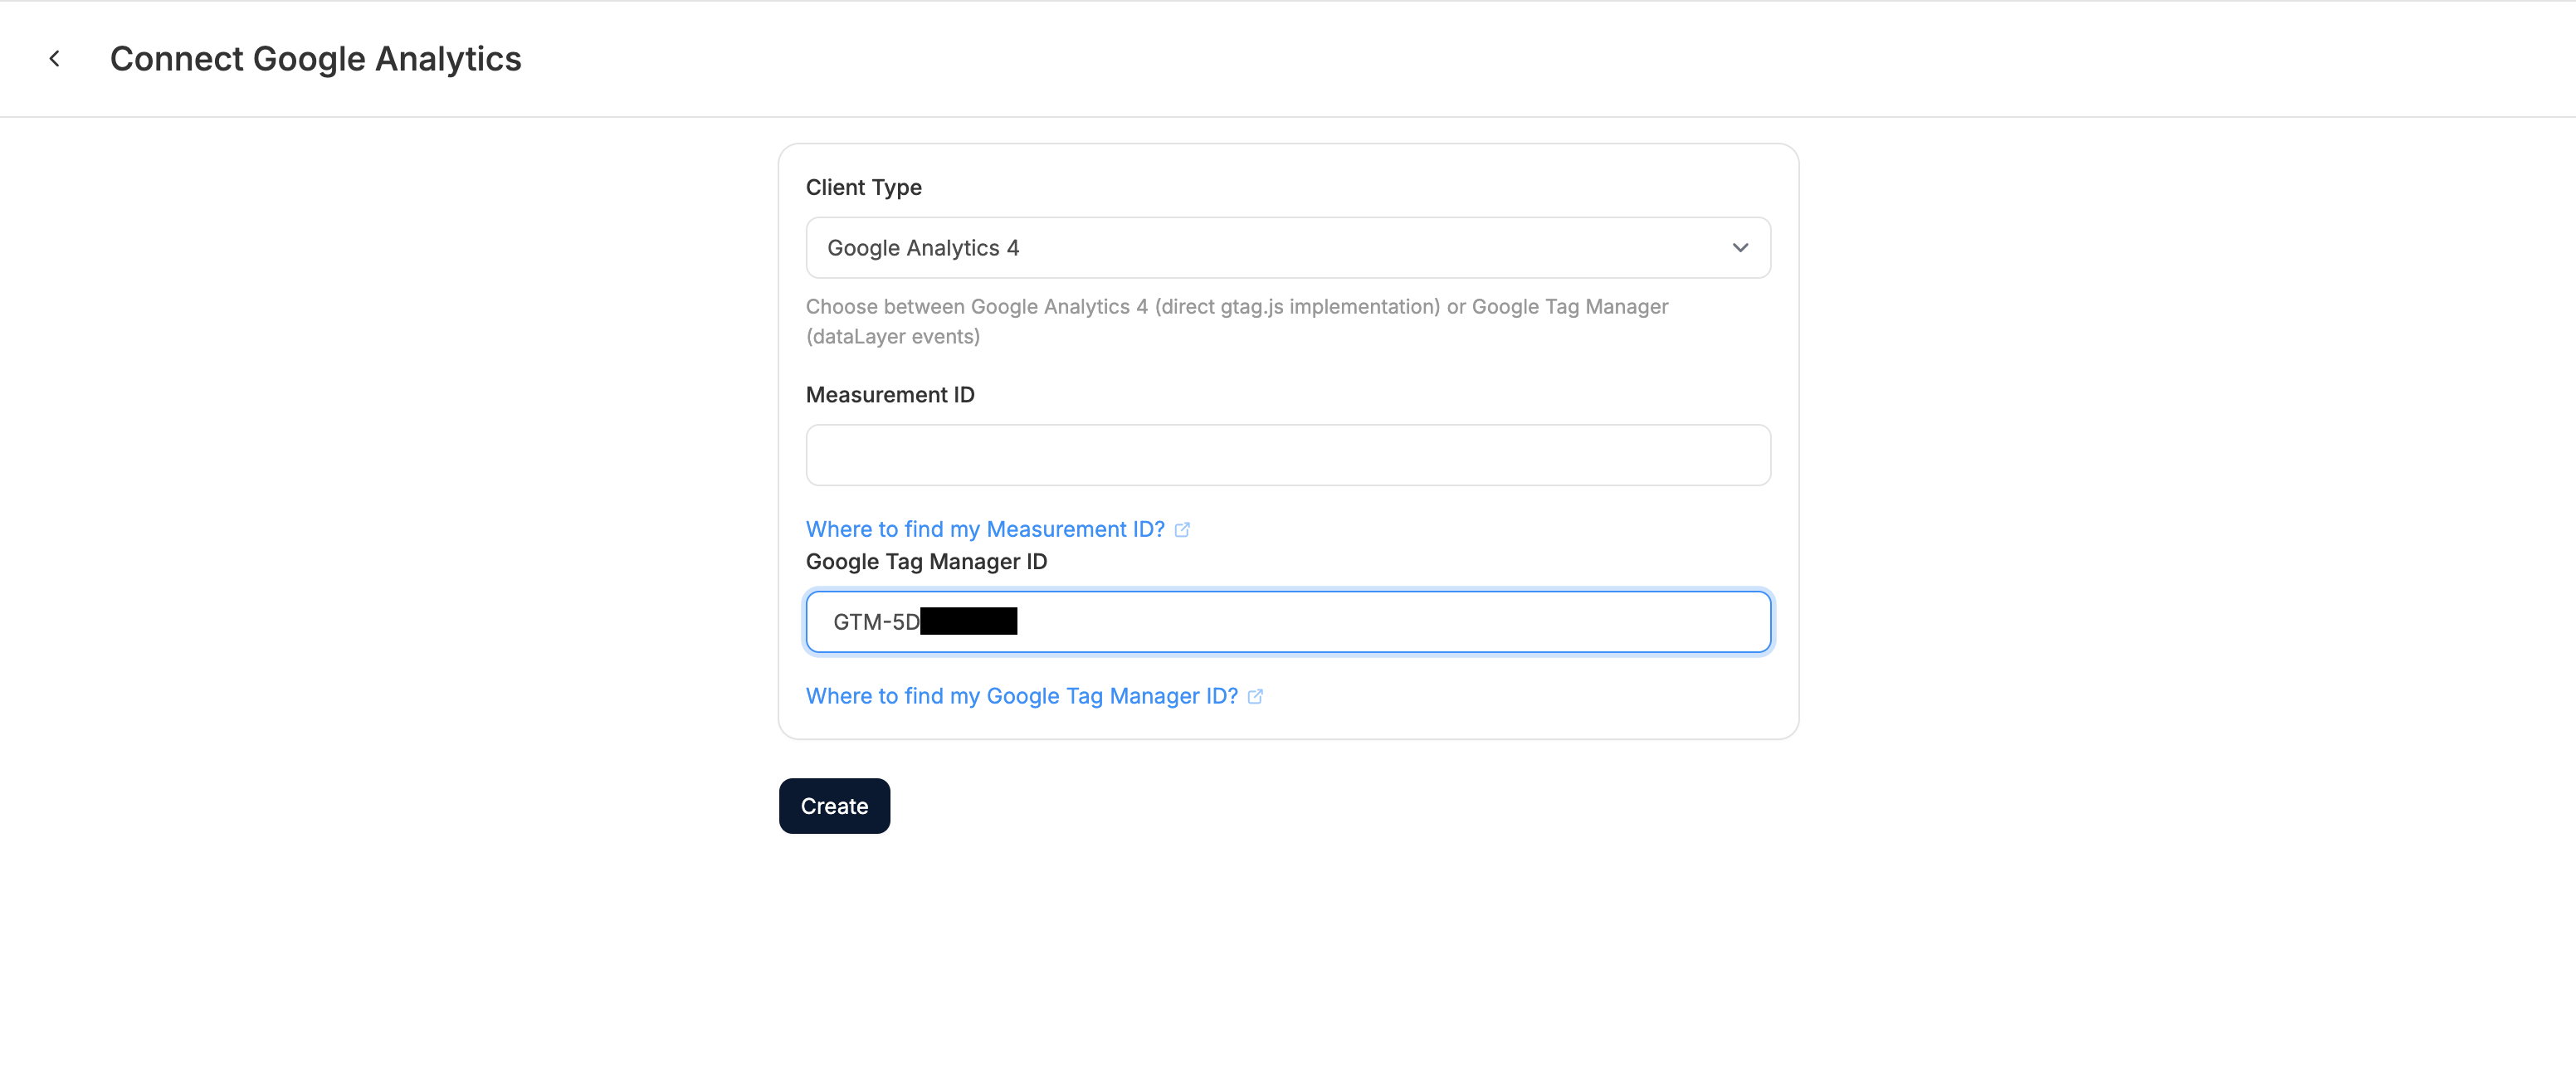 Connect Google Analytics
Client Type
Google Analytics 4
Choose between Google Analytics 4 (direct gtag.js implementation) or Google Tag Manager
(dataLayer events)
Measurement ID
Where to find my Measurement ID?
Google Tag Manager ID
GTM-5D
Where to find my Google Tag Manager ID?
Create